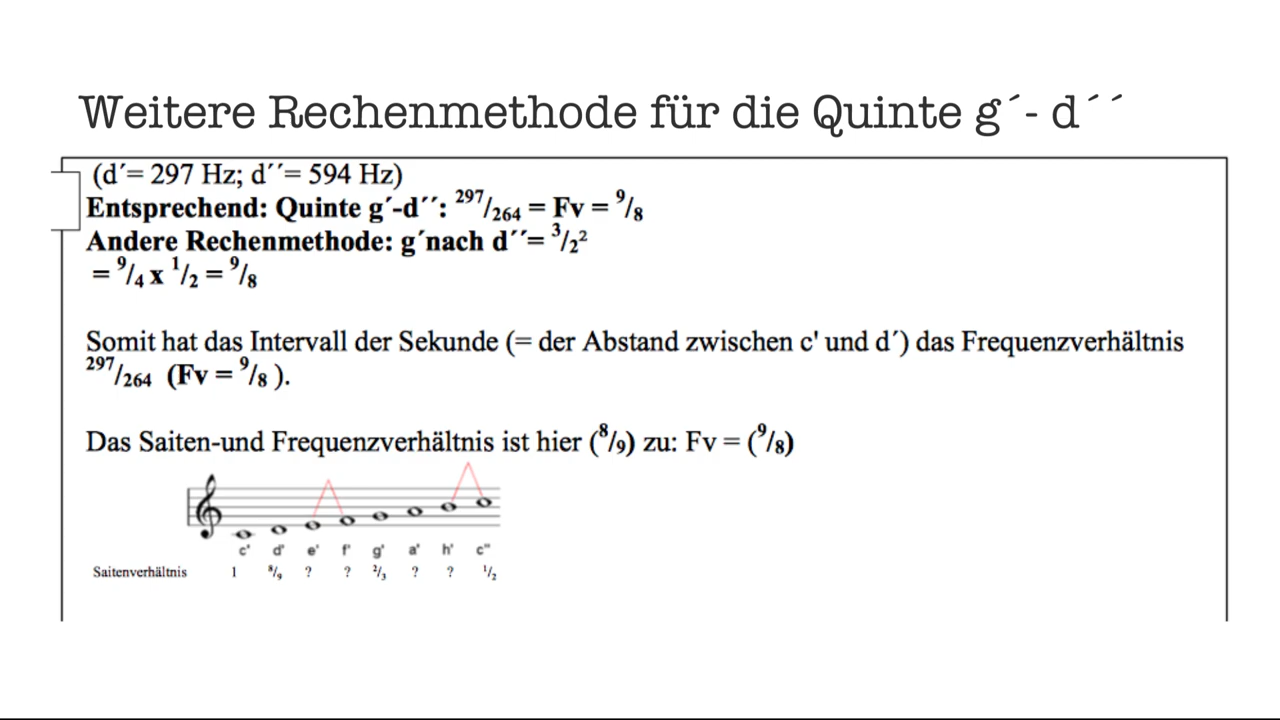 Weitere Rechenmethode für die Quinte g´- d´´
(d´= 297 Hz; d´´= 594 Hz)
Entsprechend: Quinte g´-d´´: ²⁹⁷/₂₆₄ = Fv = ⁹/₈
Andere Rechenmethode: g´nach d´´= ³/₂²
= ⁹/₄ x ¹/₂ = ⁹/₈
Somit hat das Intervall der Sekunde (= der Abstand zwischen c' und d´) das Frequenzverhältnis
²⁹⁷/₂₆₄ (Fv = ⁹/₈ ).
Das Saiten-und Frequenzverhältnis ist hier (⁸/₉) zu: Fv = (⁹/₈)
c' d' e' f' g' a' h' c"
Saitenverhältnis 1 ⁸/₉ ? ? ²/₃ ? ? ¹/₂